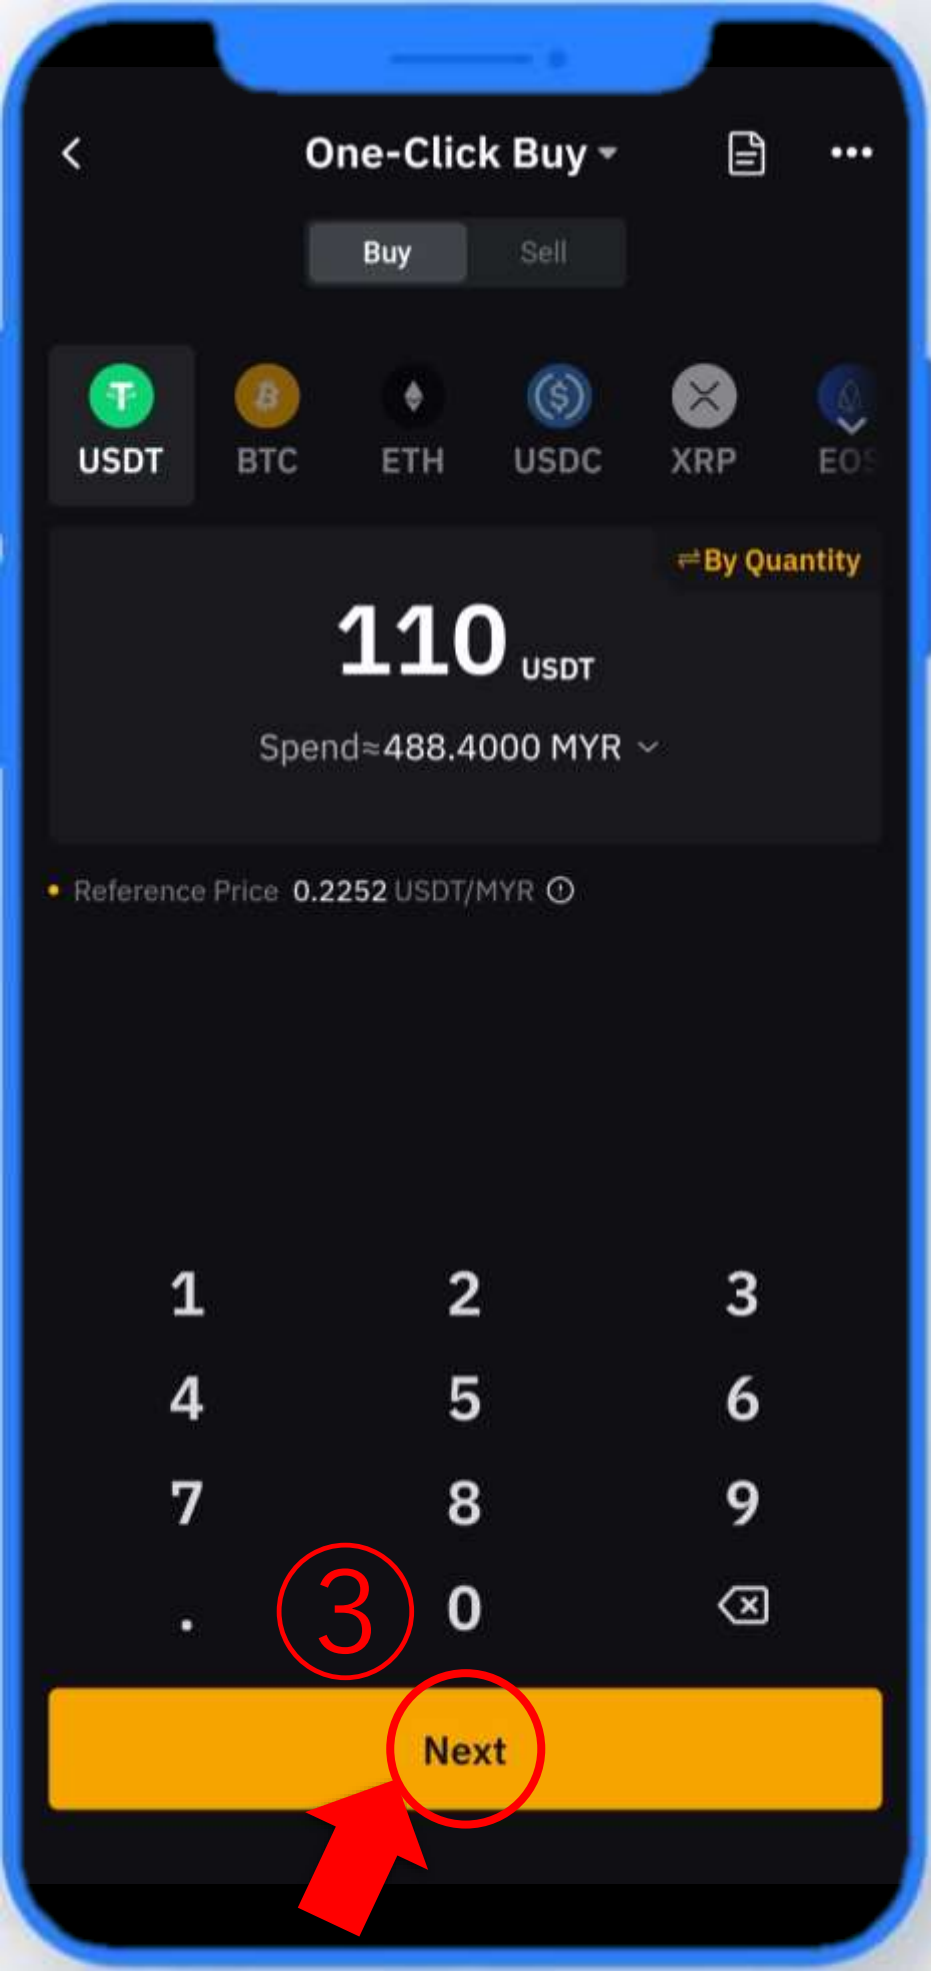 One-Click Buy
Buy Sell
USDT BTC ETH USDC XRP EOS
By Quantity
110 USDT
Spend≈488.4000 MYR
Reference Price 0.2252 USDT/MYR
1 2 3
4 5 6
7 8 9
. ③ 0
Next